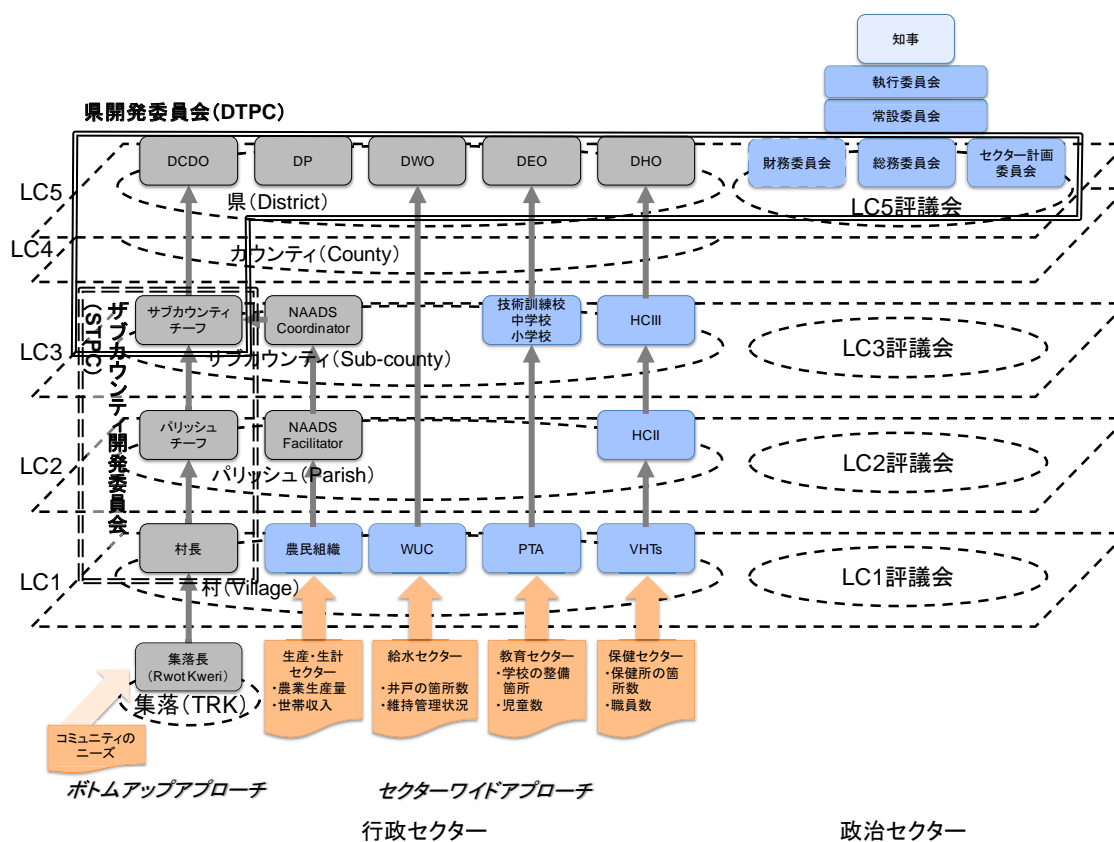 知事
執行委員会
常設委員会
県開発委員会(DTPC)
DCDO
DP
DWO
DEO
DHO
財務委員会
総務委員会
セクター計画
委員会
LC5
県(District)
LC5評議会
LC4
カウンティ(County)
サブカウンティ開発委員会
(STPC)
サブカウンティ
チーフ
NAADS
Coordinator
技術訓練校
中学校
小学校
HCIII
LC3
サブカウンティ(Sub-county)
LC3評議会
パリッシュ
チーフ
NAADS
Facilitator
HCII
LC2
パリッシュ(Parish)
LC2評議会
村長
農民組織
WUC
PTA
VHTs
LC1
村(Village)
LC1評議会
集落長
(Rwot Kweri)
集落(TRK)
生産・生計
セクター
・農業生産量
・世帯収入
給水セクター
・井戸の箇所数
・維持管理状況
教育セクター
・学校の整備
箇所
・児童数
保健セクター
・保健所の箇
所数
・職員数
コミュニティの
ニーズ
ボトムアップアプローチ
セクターワイドアプローチ
行政セクター
政治セクター